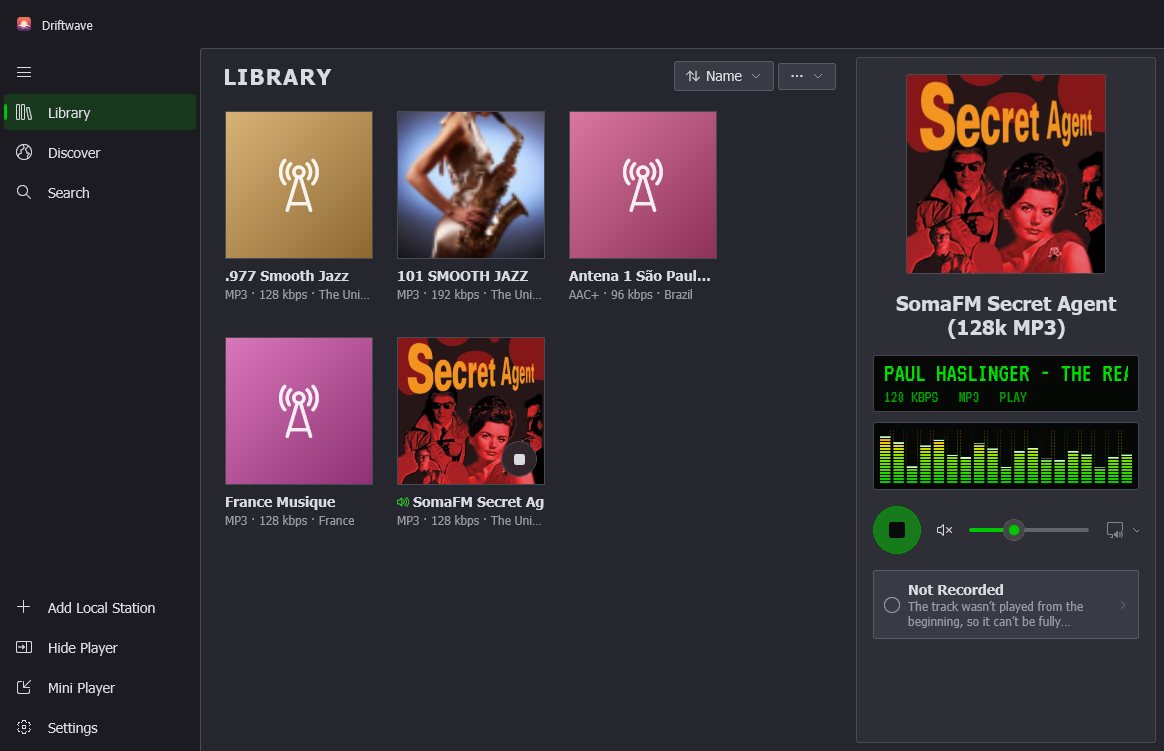 Driftwave
Library
Discover
Search
Add Local Station
Hide Player
Mini Player
Settings
LIBRARY
Name
...
.977 Smooth Jazz
MP3 · 128 kbps · The Uni...
101 SMOOTH JAZZ
MP3 · 192 kbps · The Uni...
Antena 1 São Paul...
AAC+ · 96 kbps · Brazil
France Musique
MP3 · 128 kbps · France
Secret Agent
SomaFM Secret Ag
MP3 · 128 kbps · The Uni...
Secret Agent
SomaFM Secret Agent
(128k MP3)
PAUL HASLINGER - THE REA
128 KBPS MP3 PLAY
Not Recorded
The track wasn't played from the
beginning, so it can't be fully...